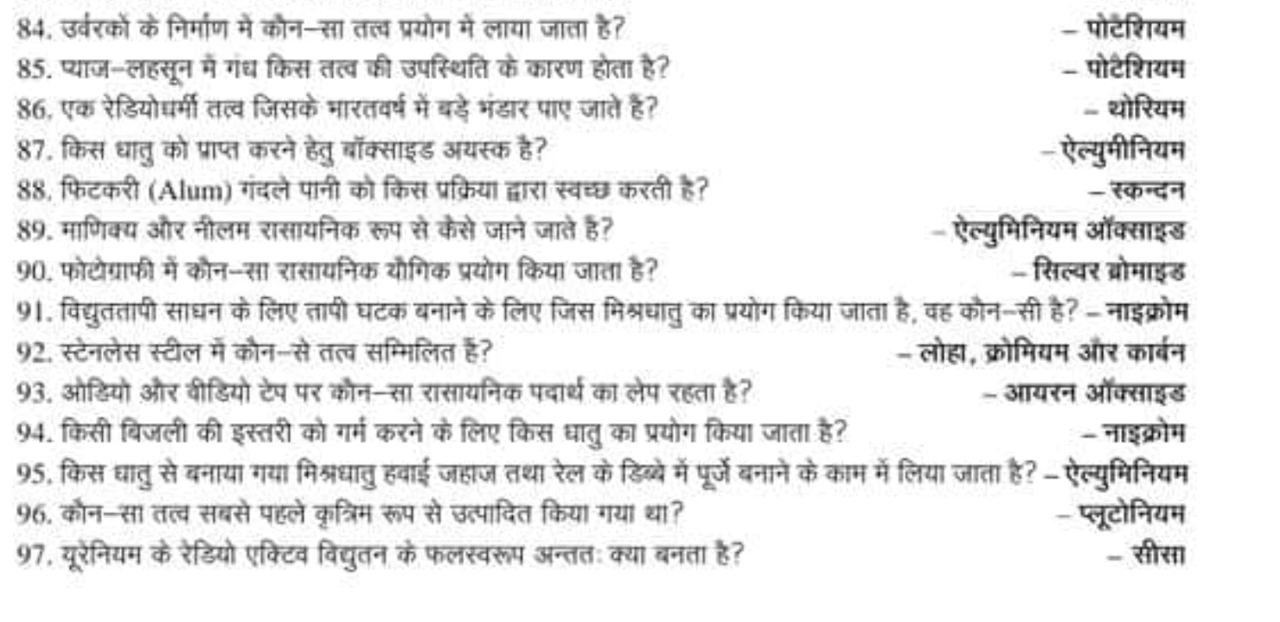 84. उर्वरकों के निर्माण में कौन-सा तत्व प्रयोग में लाया जाता है? – पोटैशियम
85. प्याज-लहसून में गंध किस तत्व की उपस्थिति के कारण होता है? – पोटैशियम
86. एक रेडियोधर्मी तत्व जिसके भारतवर्ष में बड़े भंडार पाए जाते हैं? – थोरियम
87. किस धातु को प्राप्त करने हेतु बॉक्साइड अयस्क है? – ऐल्युमीनियम
88. फिटकरी (Alum) गंदले पानी को किस प्रक्रिया द्वारा स्वच्छ करती है? – स्कन्दन
89. माणिक्य और नीलम रासायनिक रूप से कैसे जाने जाते हैं? – ऐल्युमिनियम ऑक्साइड
90. फोटोग्राफी में कौन-सा रासायनिक यौगिक प्रयोग किया जाता है? – सिल्वर ब्रोमाइड
91. विद्युततापी साधन के लिए तापी घटक बनाने के लिए जिस मिश्रधातु का प्रयोग किया जाता है, वह कौन-सी है? – नाइक्रोम
92. स्टेनलेस स्टील में कौन-से तत्व सम्मिलित हैं? – लोहा, क्रोमियम और कार्बन
93. ओडियो और वीडियो टेप पर कौन-सा रासायनिक पदार्थ का लेप रहता है? – आयरन ऑक्साइड
94. किसी बिजली की इस्तरी को गर्म करने के लिए किस धातु का प्रयोग किया जाता है? – नाइक्रोम
95. किस धातु से बनाया गया मिश्रधातु हवाई जहाज तथा रेल के डिब्बे में पूर्जे बनाने के काम में लिया जाता है? – ऐल्युमिनियम
96. कौन-सा तत्व सबसे पहले कृत्रिम रूप से उत्पादित किया गया था? – प्लूटोनियम
97. यूरेनियम के रेडियो एक्टिव विद्युतन के फलस्वरूप अन्ततः क्या बनता है? – सीसा